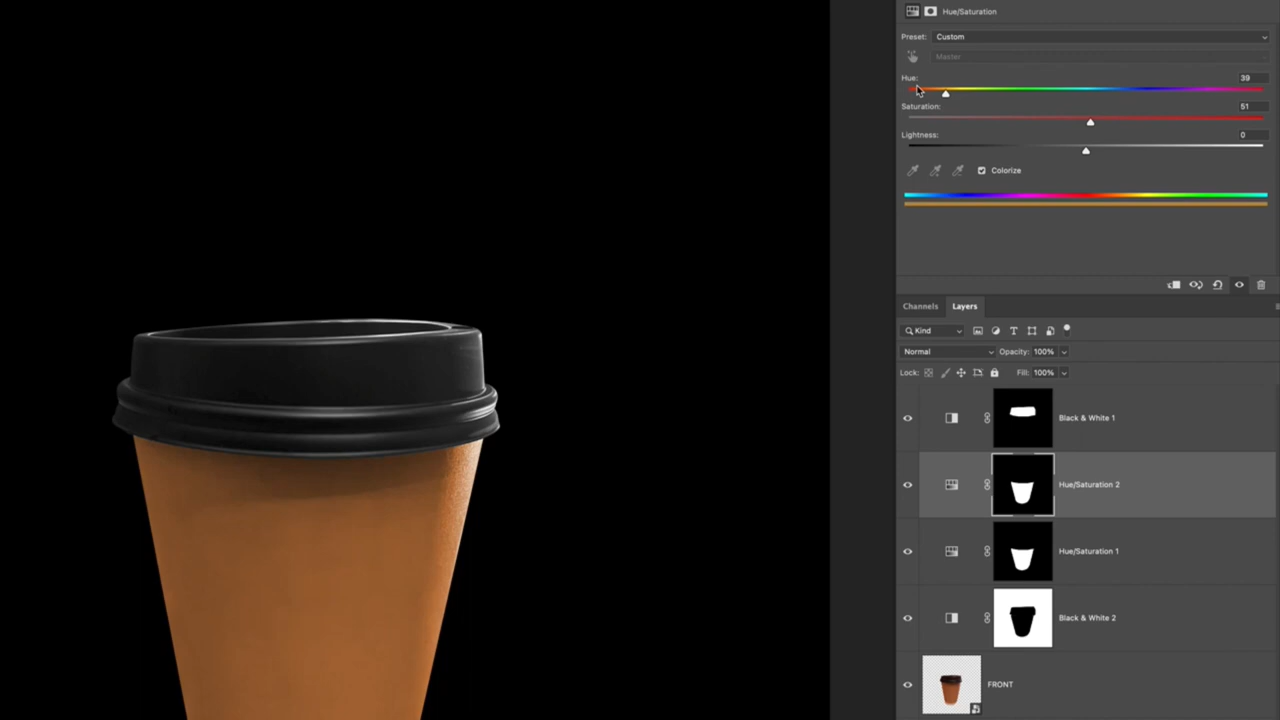 Hue/Saturation
Preset: Custom
Master
Hue: 39
Saturation: 51
Lightness: 0
Colorize
Channels Layers
Kind
Normal Opacity: 100%
Lock: Fill: 100%
Black & White 1
Hue/Saturation 2
Hue/Saturation 1
Black & White 2
FRONT